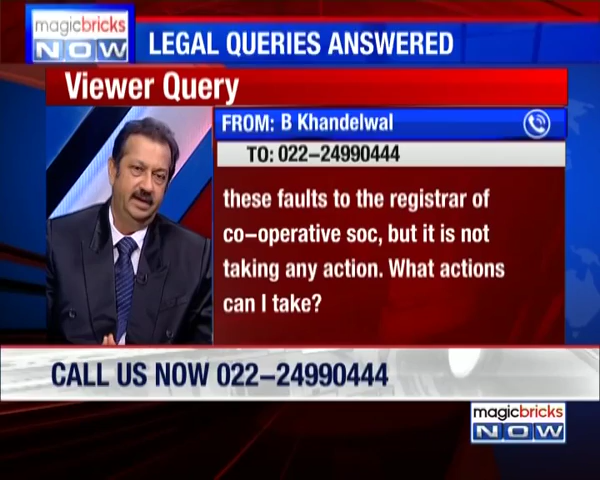 magicbricks
NOW
LEGAL QUERIES ANSWERED
Viewer Query
FROM: B Khandelwal
TO: 022-24990444
these faults to the registrar of
co-operative soc, but it is not
taking any action. What actions
can I take?
CALL US NOW 022-24990444
magicbricks
NOW